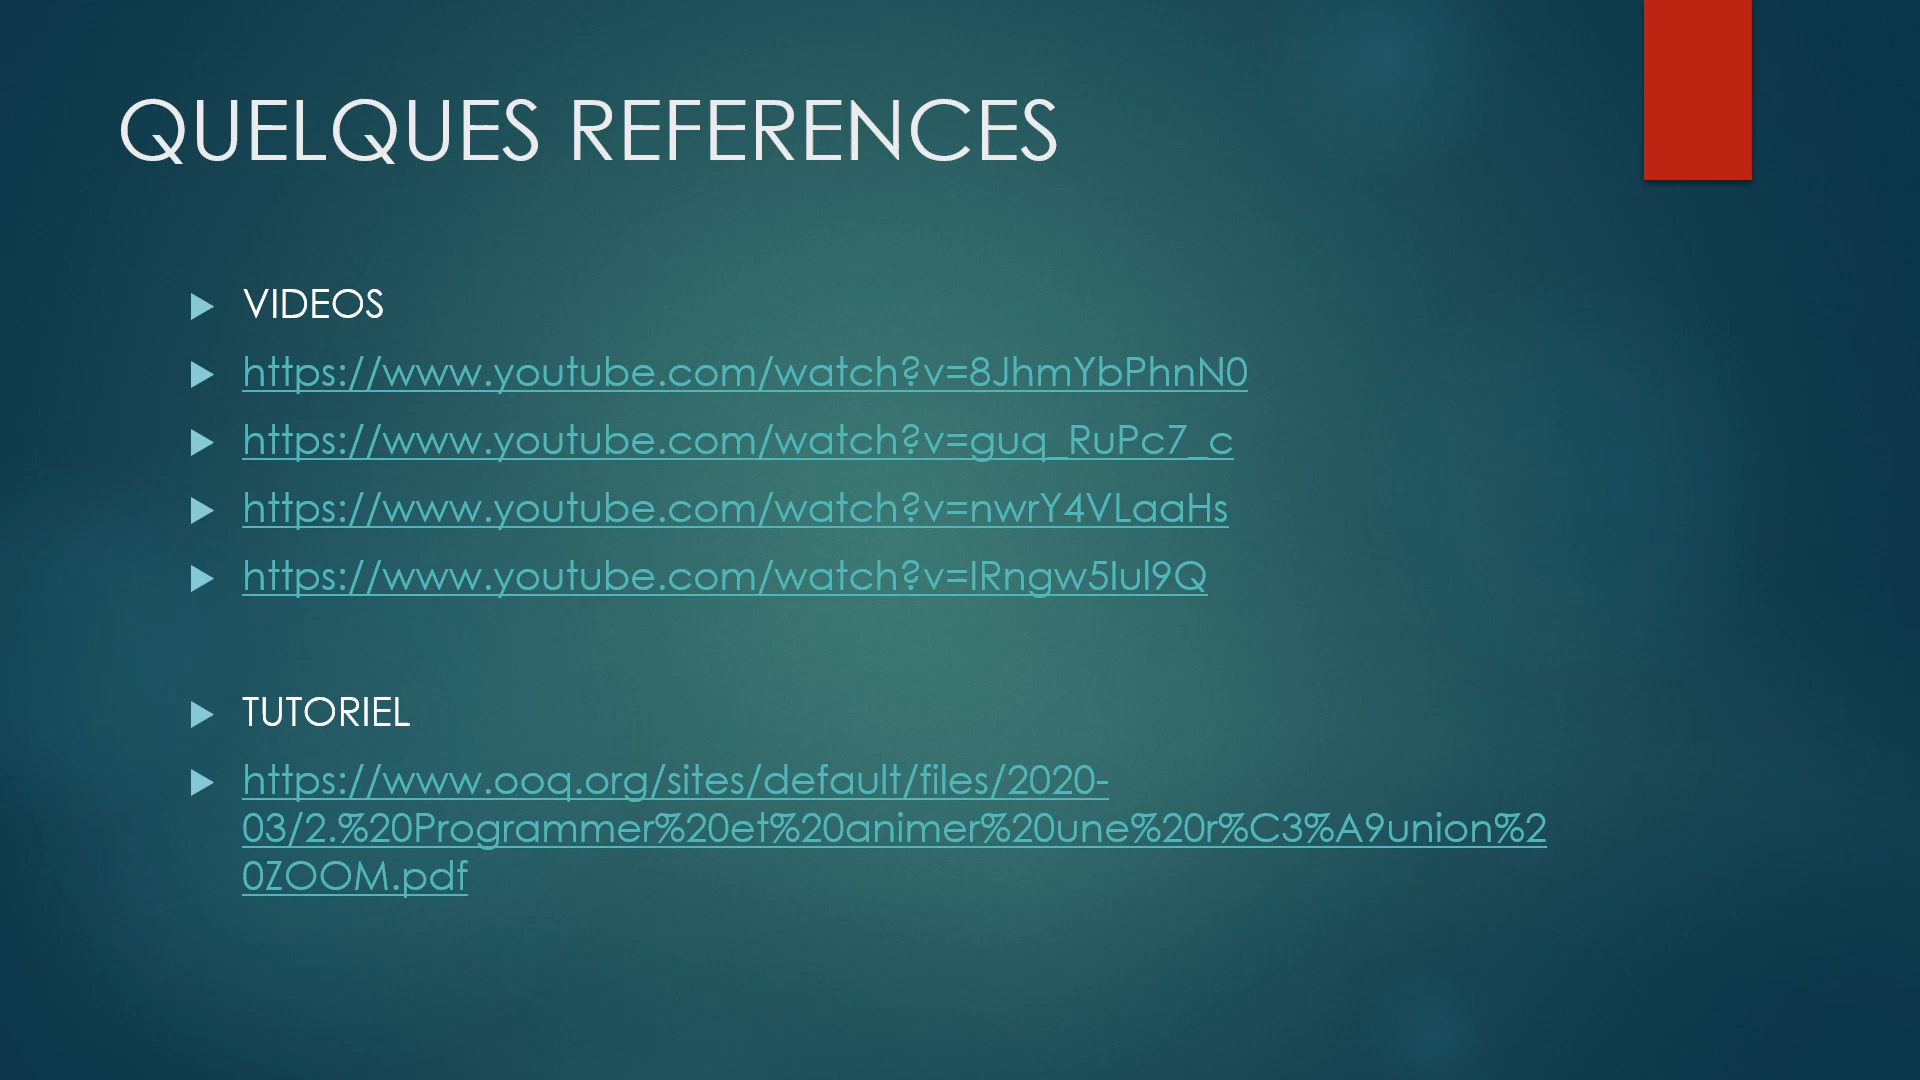 QUELQUES REFERENCES
VIDEOS
https://www.youtube.com/watch?v=8JhmYbPhnN0
https://www.youtube.com/watch?v=guq_RuPc7_c
https://www.youtube.com/watch?v=nwrY4VLaaHs
https://www.youtube.com/watch?v=IRngw5Iul9Q
TUTORIEL
https://www.ooq.org/sites/default/files/2020-
03/2.%20Programmer%20et%20animer%20une%20r%C3%A9union%2
0ZOOM.pdf